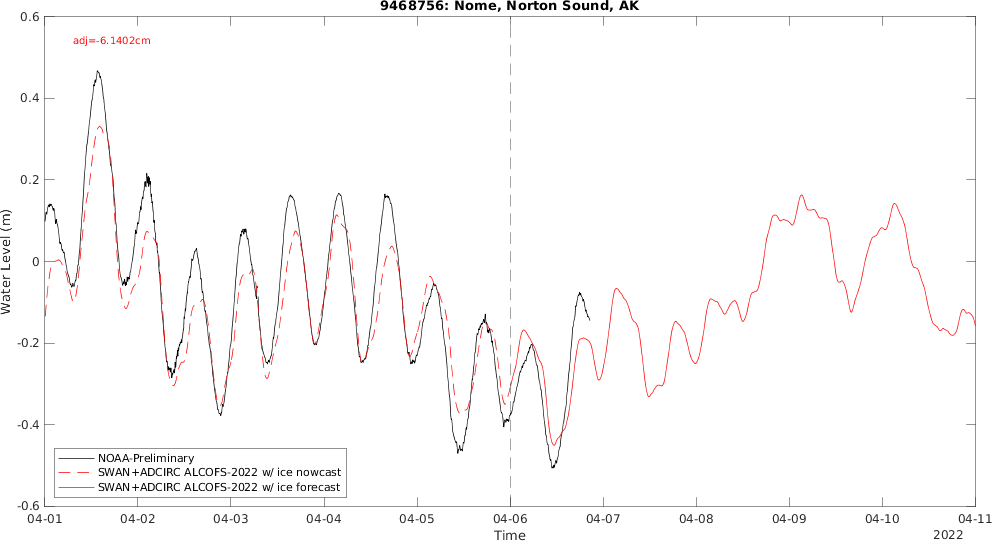 9468756: Nome, Norton Sound, AK
adj=-6.1402cm
Water Level (m)
0.6
0.4
0.2
0
-0.2
-0.4
-0.6
NOAA-Preliminary
SWAN+ADCIRC ALCOFS-2022 w/ ice nowcast
SWAN+ADCIRC ALCOFS-2022 w/ ice forecast
04-01 04-02 04-03 04-04 04-05 04-06 04-07 04-08 04-09 04-10 04-11
Time
2022